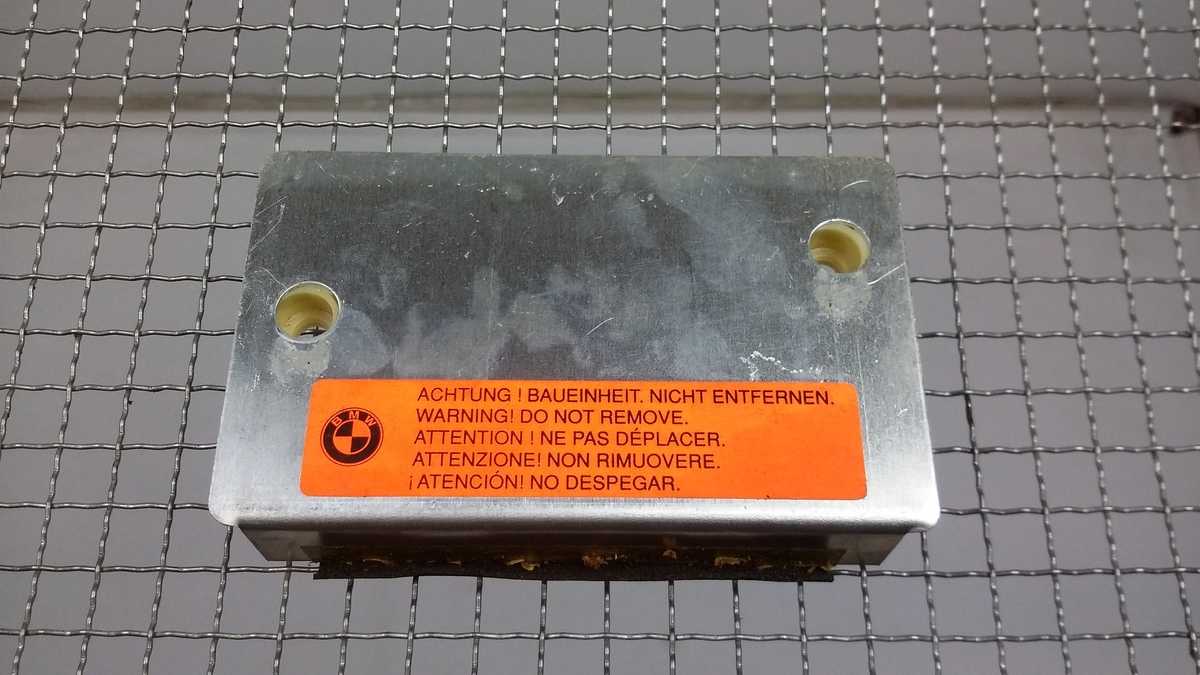 BMW
ACHTUNG ! BAUEINHEIT. NICHT ENTFERNEN.
WARNING! DO NOT REMOVE.
ATTENTION ! NE PAS DÉPLACER.
ATTENZIONE! NON RIMUOVERE.
¡ATENCIÓN! NO DESPEGAR.